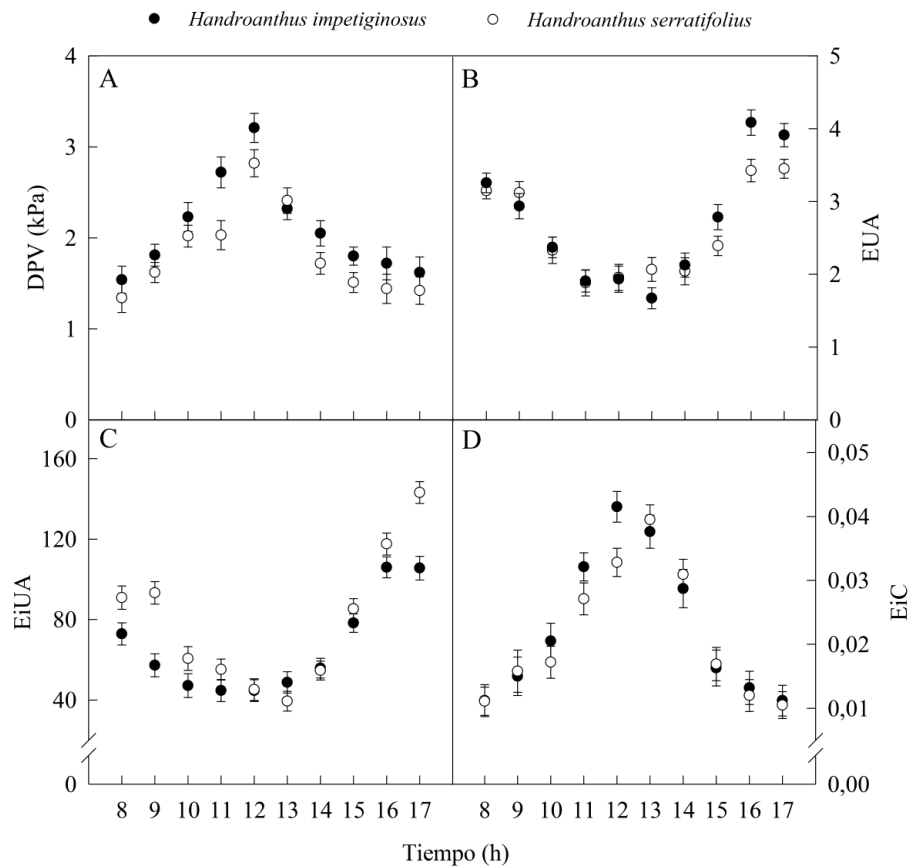 Handroanthus impetiginosus Handroanthus serratifolius
A
B
4
3
2
1
0
DPV (kPa)
5
4
3
2
1
0
EUA
C
D
160
120
80
40
0
EiUA
0,05
0,04
0,03
0,02
0,01
0,00
EiC
8 9 10 11 12 13 14 15 16 17
8 9 10 11 12 13 14 15 16 17
Tiempo (h)